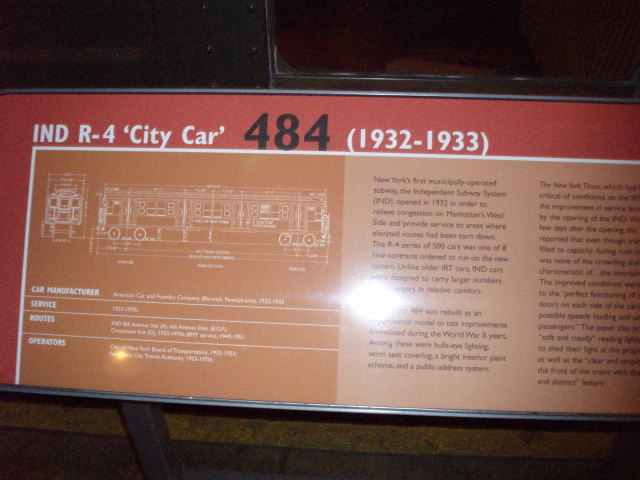 IND R-4 'City Car' 484 (1932-1933)
CITY OF NEW YORK
CAR MANUFACTURER
American Car and Foundry Company (Berwick, Pennsylvania), 1932-1933
SERVICE
1933-1970s
ROUTES
IND 8th Avenue line (A), 6th Avenue lines (B,D,F),
Crosstown line (G), 1933-1970s; BMT service, 1949-1951
OPERATORS
City of New York Board of Transportation, 1932-1953;
New York City Transit Authority, 1953-1970s
New York's first municipally-operated
subway, the Independent Subway System
(IND), opened in 1932 in order to
relieve congestion on Manhattan's West
Side and provide service to areas where
elevated routes had been torn down.
The R-4 series of 500 cars was one of 8
new contracts ordered to run on the new
system. Unlike older IRT cars, IND cars
were designed to carry larger numbers
in relative comfort.
484 was rebuilt as an
experimental model to test improvements
formulated during the World War II years.
Among these were bulls-eye lighting,
seat covering, a bright interior paint
scheme, and a public-address system.
The New York Times, which had
critical of conditions on the
the improvement in service
by the opening of the IND.
few days after the opening, the
reported that even though
filled to capacity during rush
was none of the crowding and
characteristic of...the
The improved conditions were
to the "perfect functioning of
doors on each side of the
possible speedy loading and
passengers." The paper also
"soft and steady" reading
to shed their light at the
as well as the "clear and
the front of the trains with
and distinct" letters.